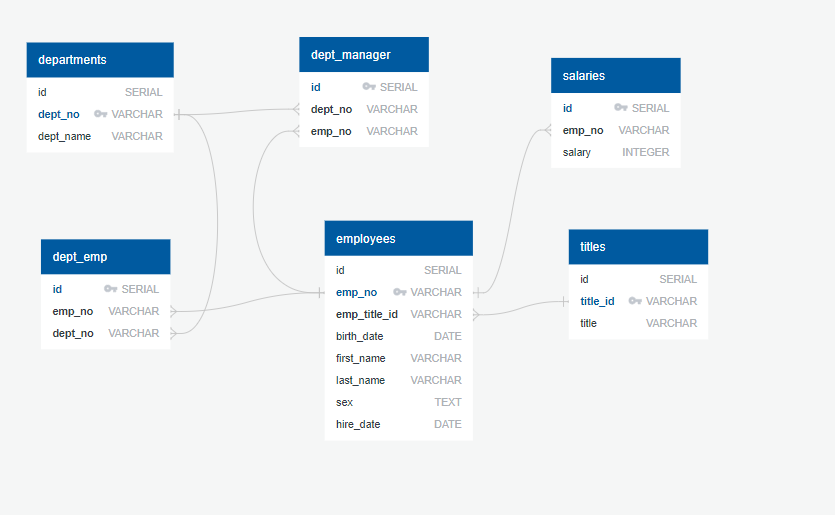 departments
id SERIAL
dept_no VARCHAR
dept_name VARCHAR
dept_manager
id SERIAL
dept_no VARCHAR
emp_no VARCHAR
salaries
id SERIAL
emp_no VARCHAR
salary INTEGER
dept_emp
id SERIAL
emp_no VARCHAR
dept_no VARCHAR
employees
id SERIAL
emp_no VARCHAR
emp_title_id VARCHAR
birth_date DATE
first_name VARCHAR
last_name VARCHAR
sex TEXT
hire_date DATE
titles
id SERIAL
title_id VARCHAR
title VARCHAR